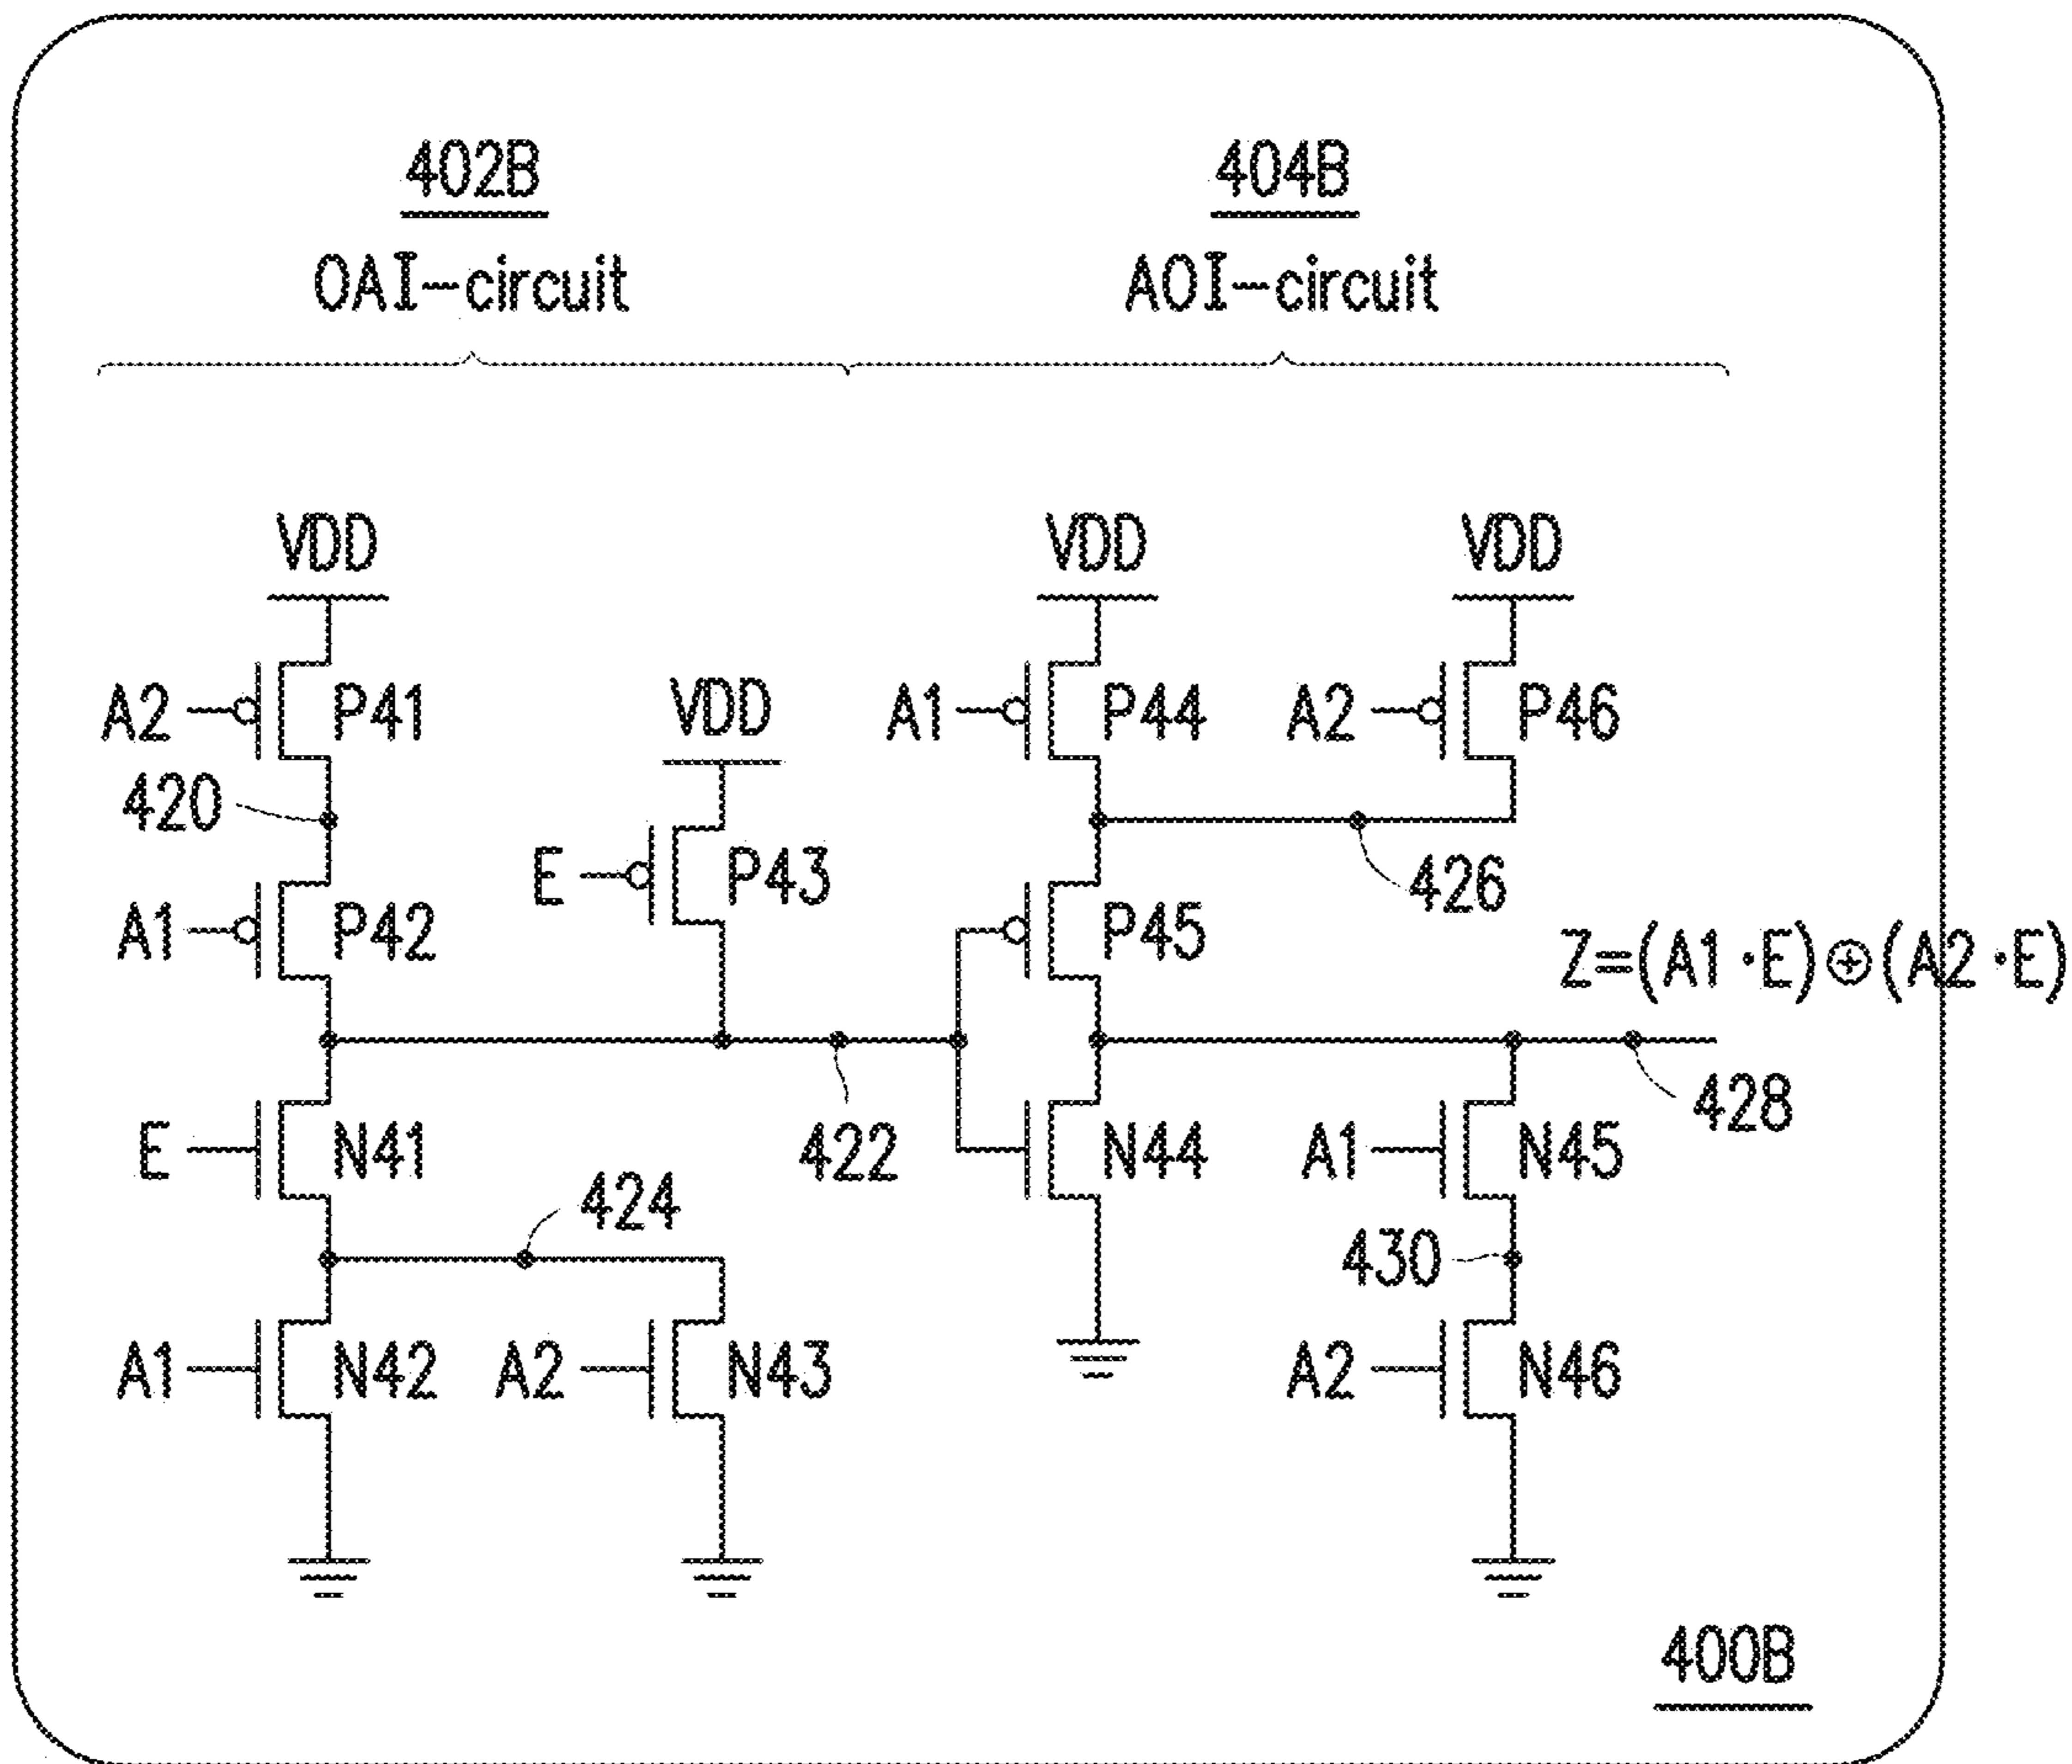 402B 404B
OAI-circuit AOI-circuit
VDD VDD VDD
A2 P41 VDD A1 P44 A2 P46
420
E P43 426
A1 P42 P45
Z=(A1·E)⊕(A2·E)
428
E N41 422 N44 A1 N45
424
430
A1 N42 A2 N43 A2 N46
400B